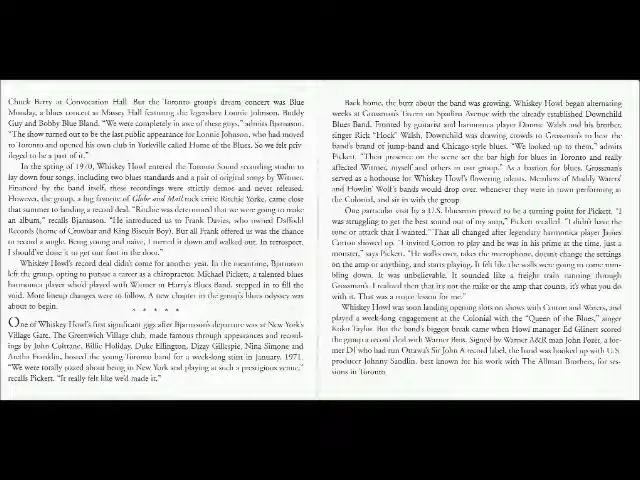 Chuck Berry at Convocation Hall. But the Toronto group's dream concert was Blue
Monday, a blues concert at Massey Hall featuring the legendary Lonnie Johnson, Buddy
Guy and Bobby Blue Bland. "We were completely in awe of these guys," admits Bjarnason.
"The show turned out to be the last public appearance for Lonnie Johnson, who had moved
to Toronto and opened his own club in Yorkville called Home of the Blues. So we felt priv-
ileged to be a part of it."
In the spring of 1970, Whiskey Howl entered the Toronto Sound recording studio to
lay down four songs, including two blues standards and a pair of original songs by Witmer.
Financed by the band itself, these recordings were strictly demos and never released.
However, the group, a big favorite of Globe and Mail rock critic Ritchie Yorke, came close
that summer to landing a record deal. "Ritchie was determined that we were going to make
an album," recalls Bjarnason. "He introduced us to Frank Davies, who owned Daffodil
Records (home of Crowbar and King Biscuit Boy). But all Frank offered us was the chance
to record a single. Being young and naive, I turned it down and walked out. In retrospect,
I should've done it to get our foot in the door."
Whiskey Howl's record deal didn't come for another year. In the meantime, Bjarnason
left the group, opting to pursue a career as a chiropractor. Michael Pickett, a talented blues
harmonica player who'd played with Witmer in Hurry's Blues Band, stepped in to fill the
void. More lineup changes were to follow. A new chapter in the group's blues odyssey was
about to begin.
* * * * *
One of Whiskey Howl's first significant gigs after Bjarnason's departure was at New York's
Village Gate. The Greenwich Village club, made famous through appearances and record-
ings by John Coltrane, Billie Holiday, Duke Ellington, Dizzy Gillespie, Nina Simone and
Aretha Franklin, hosted the young Toronto band for a week-long stint in January, 1971.
"We were totally jazzed about being in New York and playing at such a prestigious venue,"
recalls Pickett. "It really felt like we'd made it."
Back home, the buzz about the band was growing. Whiskey Howl began alternating
weeks at Grossman's Tavern on Spadina Avenue with the already established Downchild
Blues Band. Fronted by guitarist and harmonica player Donnie Walsh and his brother,
singer Rick "Hock" Walsh, Downchild was drawing crowds to Grossman's to hear the
band's brand of jump-band and Chicago-style blues. "We looked up to them," admits
Pickett. "Their presence on the scene set the bar high for blues in Toronto and really
affected Witmer, myself and others in our group." As a bastion for blues, Grossman's
served as a hothouse for Whiskey Howl's flowering talents. Members of Muddy Waters'
and Howlin' Wolf's bands would drop over, whenever they were in town performing at
the Colonial, and sit in with the group.
One particular visit by a U.S. bluesman proved to be a turning point for Pickett. "I
was struggling to get the best sound out of my amp," Pickett recalled. "I didn't have the
tone or attack that I wanted." That all changed after legendary harmonica player James
Cotton showed up. "I invited Cotton to play and he was in his prime at the time, just a
monster," says Pickett. "He walks over, takes the microphone, doesn't change the settings
on the amp or anything, and starts playing. It felt like the walls were going to come tum-
bling down. It was unbelievable. It sounded like a freight train running through
Grossman's. I realized then that it's not the mike or the amp that counts, it's what you do
with it. That was a major lesson for me."
Whiskey Howl was soon landing opening slots on shows with Cotton and Waters, and
played a week-long engagement at the Colonial with the "Queen of the Blues," singer
Koko Taylor. But the band's biggest break came when Howl manager Ed Glinert scored
the group a record deal with Warner Bros. Signed by Warner A&R man John Pozer, a for-
mer DJ who had run Ottawa's Sir John A record label, the band was hooked up with U.S.
producer Johnny Sandlin, best known for his work with The Allman Brothers, for ses-
sions in Toronto.